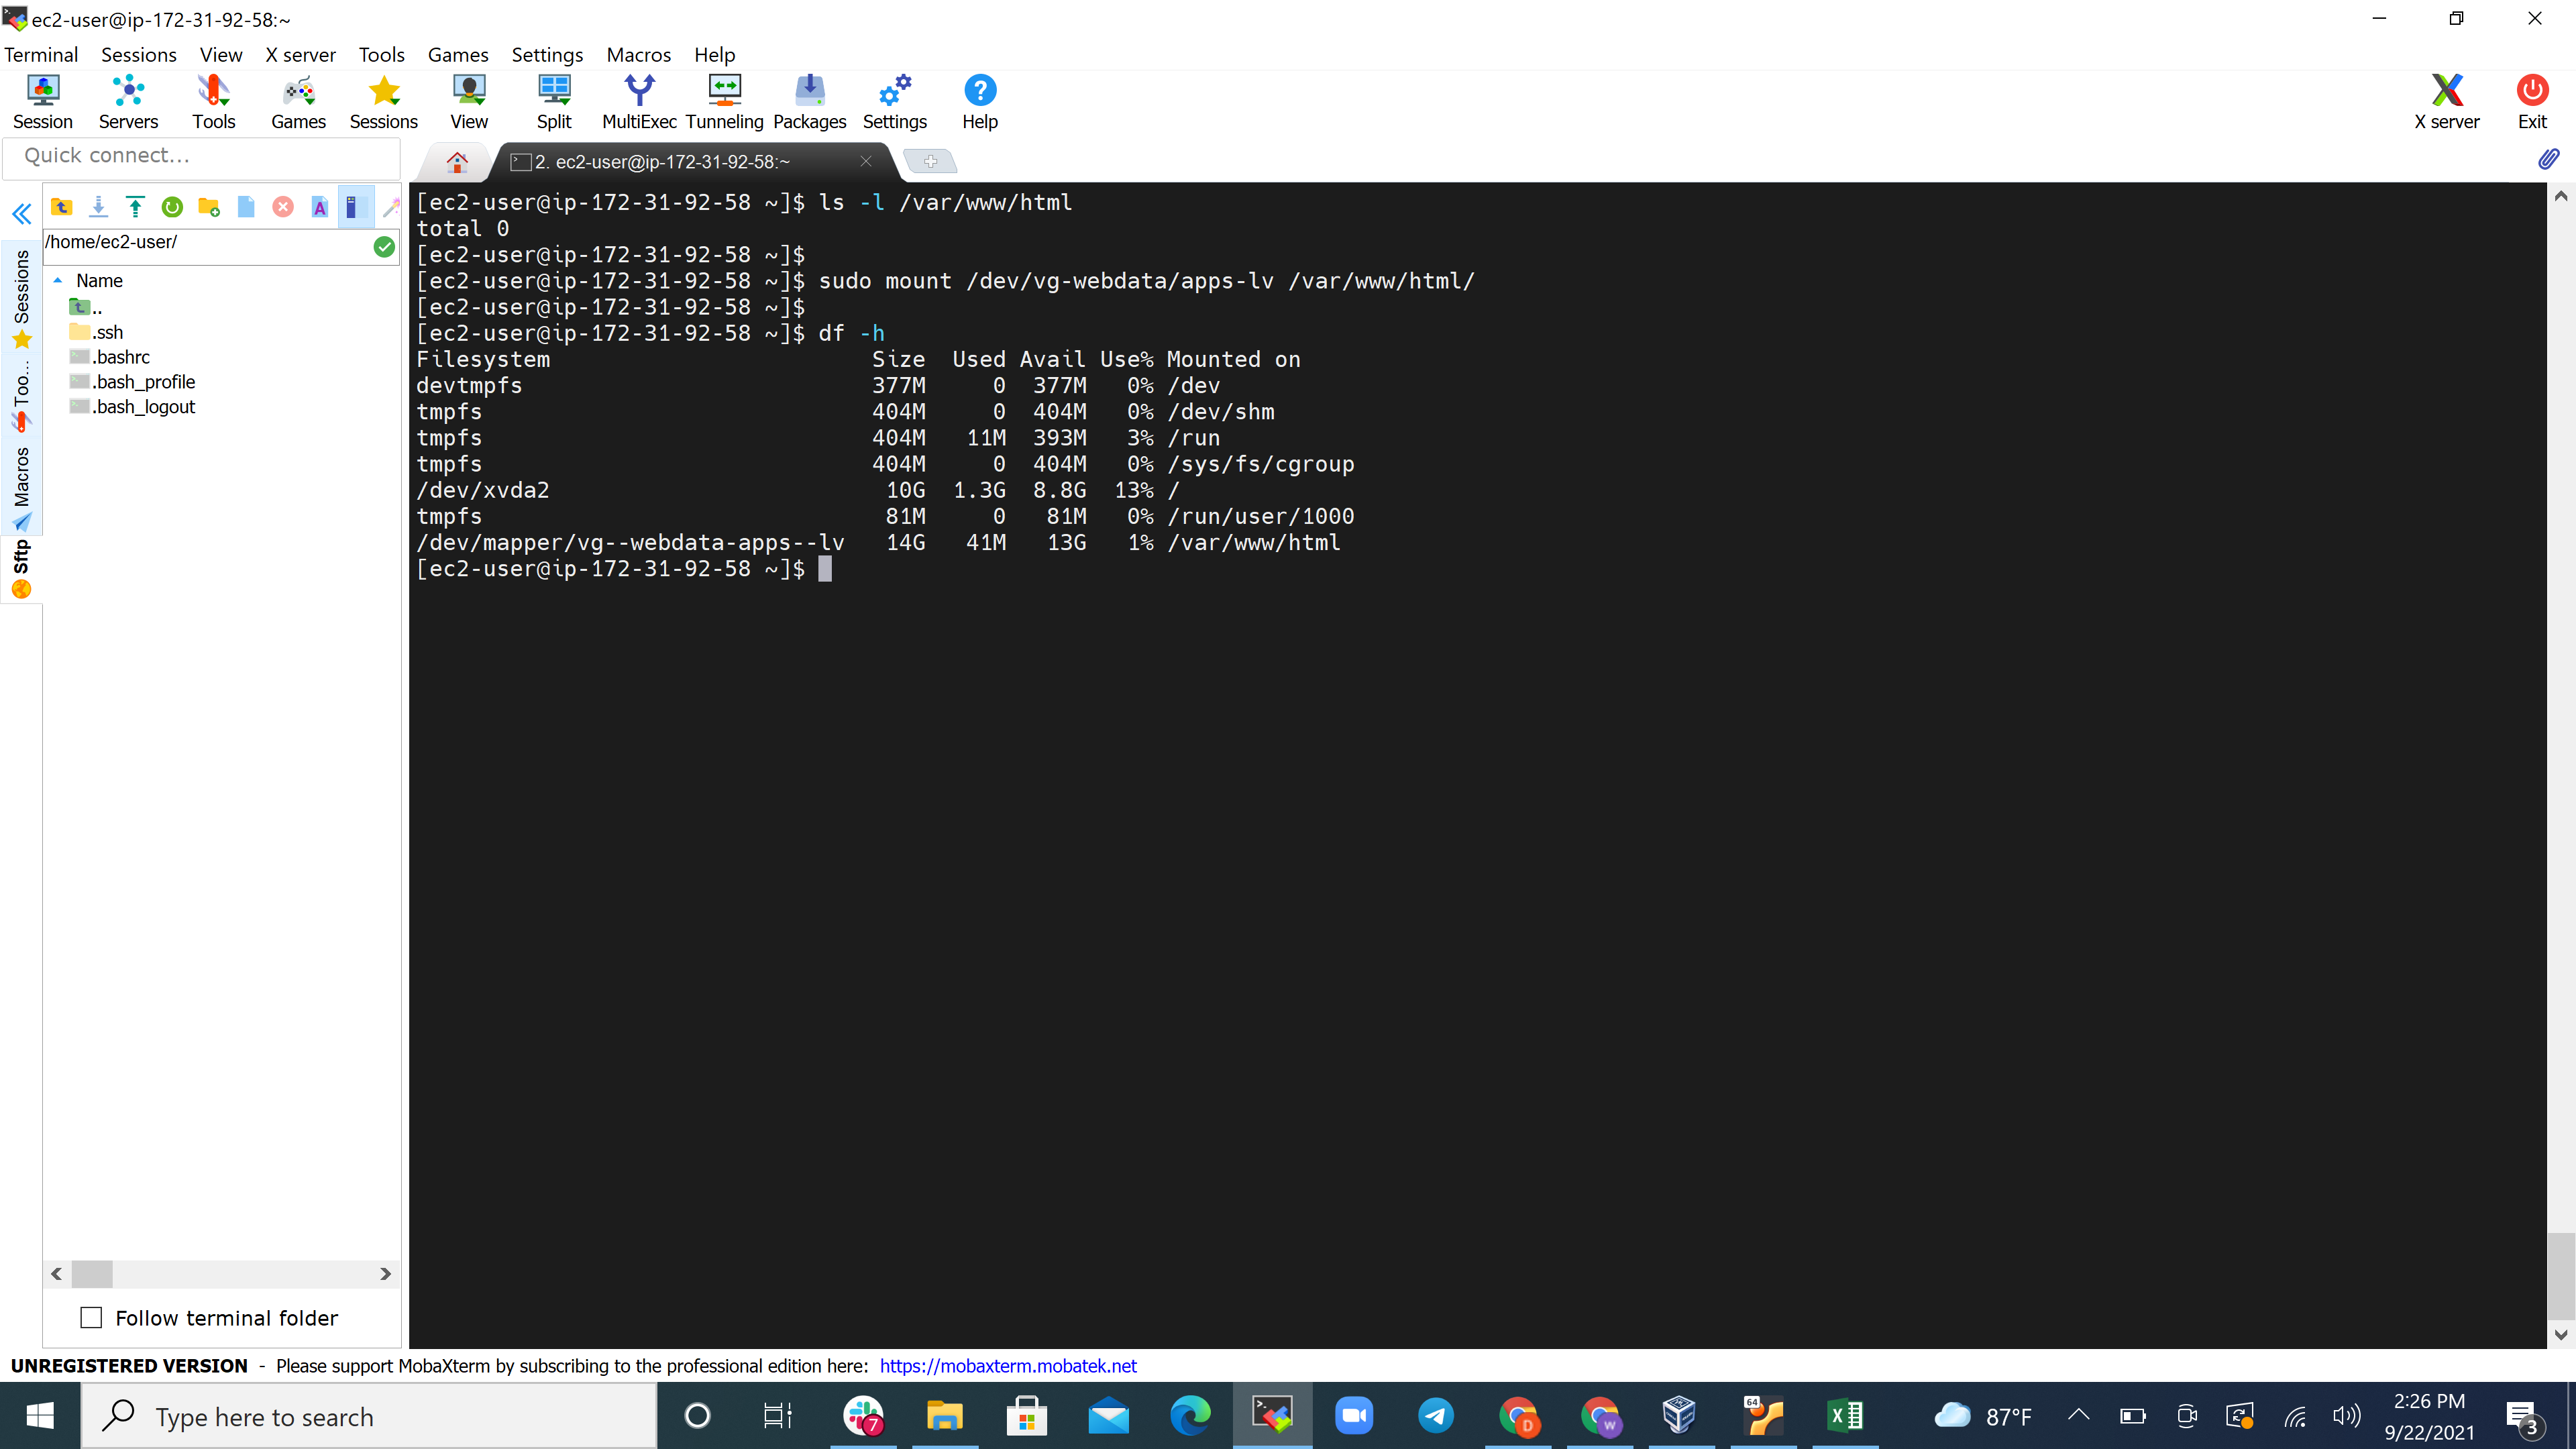 ec2-user@ip-172-31-92-58:~
Terminal Sessions View X server Tools Games Settings Macros Help
Session Servers Tools Games Sessions View Split MultiExec Tunneling Packages Settings Help X server Exit
Quick connect...
2. ec2-user@ip-172-31-92-58:~
/home/ec2-user/
Name
..
.ssh
.bashrc
.bash_profile
.bash_logout
Sessions
Too...
Macros
Sftp
[ec2-user@ip-172-31-92-58 ~]$ ls -l /var/www/html
total 0
[ec2-user@ip-172-31-92-58 ~]$
[ec2-user@ip-172-31-92-58 ~]$ sudo mount /dev/vg-webdata/apps-lv /var/www/html/
[ec2-user@ip-172-31-92-58 ~]$
[ec2-user@ip-172-31-92-58 ~]$ df -h
Filesystem Size Used Avail Use% Mounted on
devtmpfs 377M 0 377M 0% /dev
tmpfs 404M 0 404M 0% /dev/shm
tmpfs 404M 11M 393M 3% /run
tmpfs 404M 0 404M 0% /sys/fs/cgroup
/dev/xvda2 10G 1.3G 8.8G 13% /
tmpfs 81M 0 81M 0% /run/user/1000
/dev/mapper/vg--webdata-apps--lv 14G 41M 13G 1% /var/www/html
[ec2-user@ip-172-31-92-58 ~]$
Follow terminal folder
UNREGISTERED VERSION - Please support MobaXterm by subscribing to the professional edition here: https://mobaxterm.mobatek.net
Type here to search
7
D
W
64
87°F
2:26 PM
9/22/2021
3